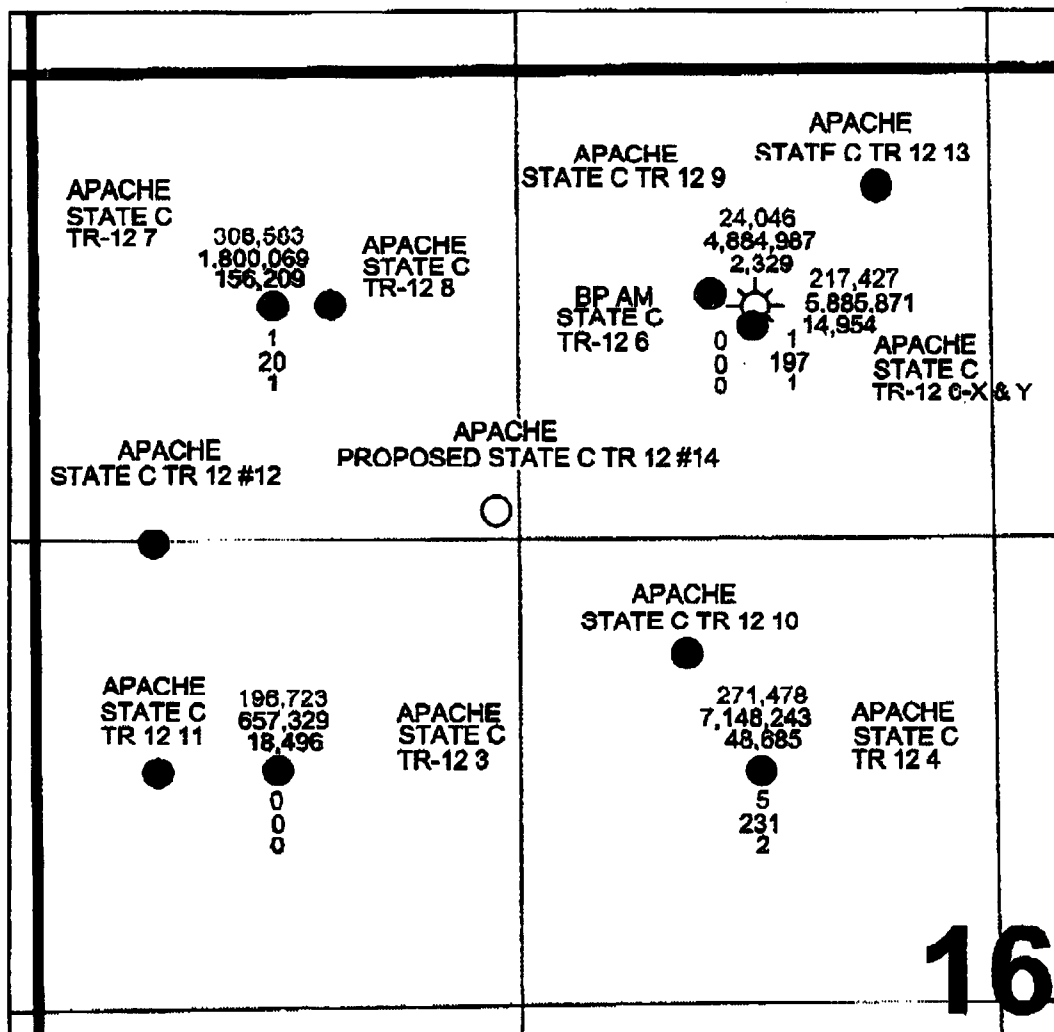 APACHE
STATE C TR 12 13
APACHE
STATE C TR 12 9
APACHE
STATE C
TR-12 7
308,503
1,800,069
156,209
APACHE
STATE C
TR-12 8
1
20
1
24,046
4,884,987
2,329
BP AM
STATE C
TR-12 6
217,427
5,885,871
14,954
0
0
0
1
197
1
APACHE
STATE C
TR-12 6-X & Y
APACHE
PROPOSED STATE C TR 12 #14
APACHE
STATE C TR 12 #12
APACHE
STATE C TR 12 10
APACHE
STATE C
TR 12 11
196,723
657,329
18,496
APACHE
STATE C
TR-12 3
0
0
0
271,478
7,148,243
48,685
APACHE
STATE C
TR 12 4
5
231
2
16